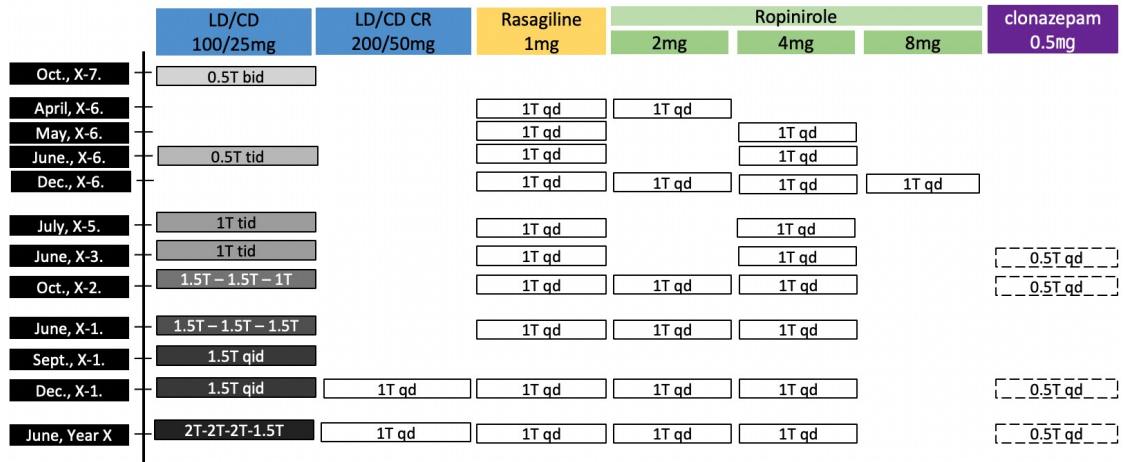 LD/CD
100/25mg
LD/CD CR
200/50mg
Rasagiline
1mg
Ropinirole
2mg
4mg
8mg
clonazepam
0.5mg
Oct., X-7.
0.5T bid
April, X-6.
1T qd
1T qd
May, X-6.
1T qd
1T qd
June., X-6.
0.5T tid
1T qd
1T qd
Dec., X-6.
1T qd
1T qd
1T qd
1T qd
July, X-5.
1T tid
1T qd
1T qd
June, X-3.
1T tid
1T qd
1T qd
0.5T qd
Oct., X-2.
1.5T – 1.5T – 1T
1T qd
1T qd
1T qd
0.5T qd
June, X-1.
1.5T – 1.5T – 1.5T
1T qd
1T qd
1T qd
Sept., X-1.
1.5T qid
Dec., X-1.
1.5T qid
1T qd
1T qd
1T qd
1T qd
0.5T qd
June, Year X
2T-2T-2T-1.5T
1T qd
1T qd
1T qd
1T qd
0.5T qd